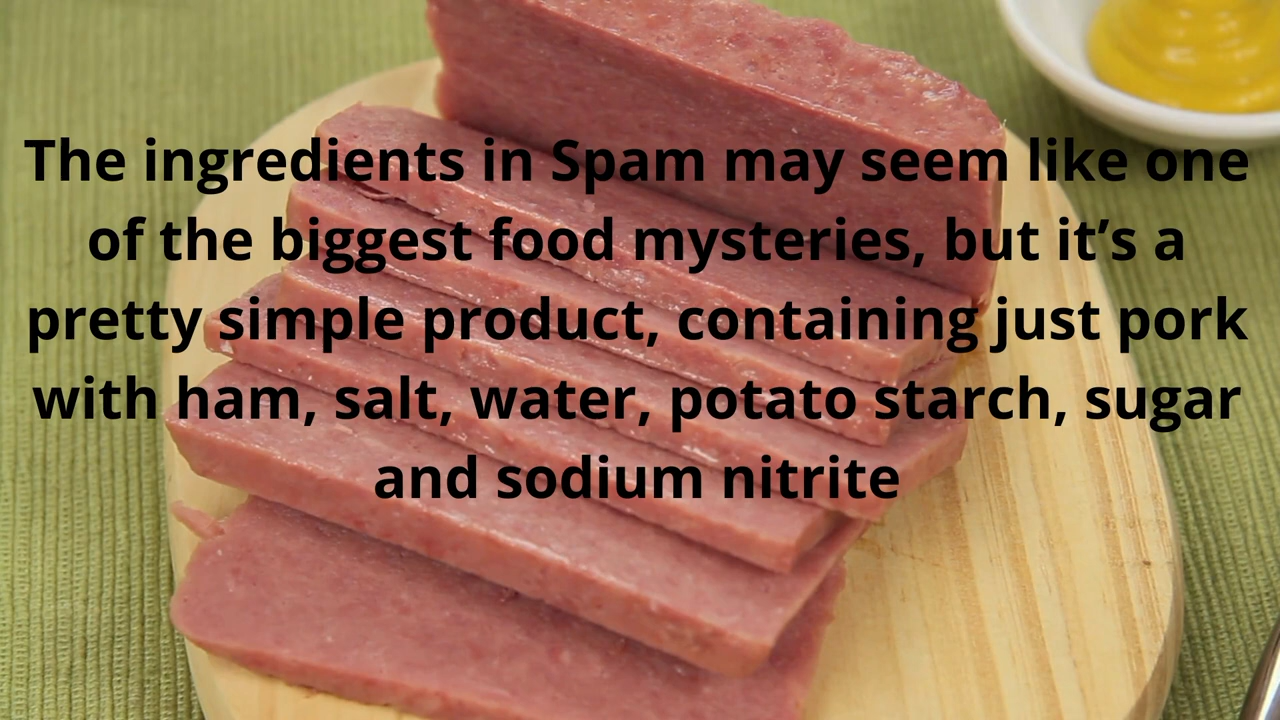 The ingredients in Spam may seem like one
of the biggest food mysteries, but it’s a
pretty simple product, containing just pork
with ham, salt, water, potato starch, sugar
and sodium nitrite